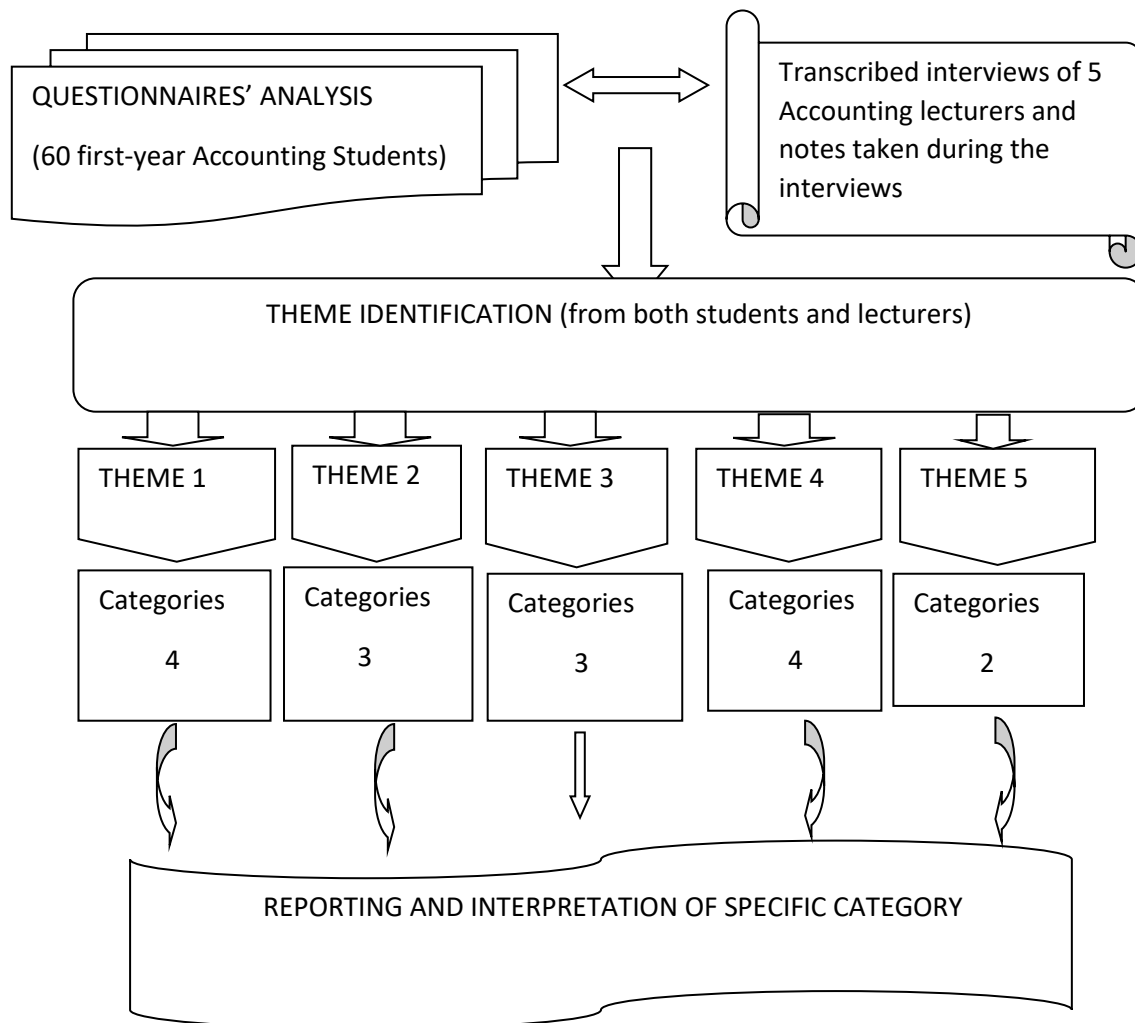 QUESTIONNAIRES’ ANALYSIS
(60 first-year Accounting Students)
Transcribed interviews of 5
Accounting lecturers and
notes taken during the
interviews
THEME IDENTIFICATION (from both students and lecturers)
THEME 1
THEME 2
THEME 3
THEME 4
THEME 5
Categories
4
Categories
3
Categories
3
Categories
4
Categories
2
REPORTING AND INTERPRETATION OF SPECIFIC CATEGORY